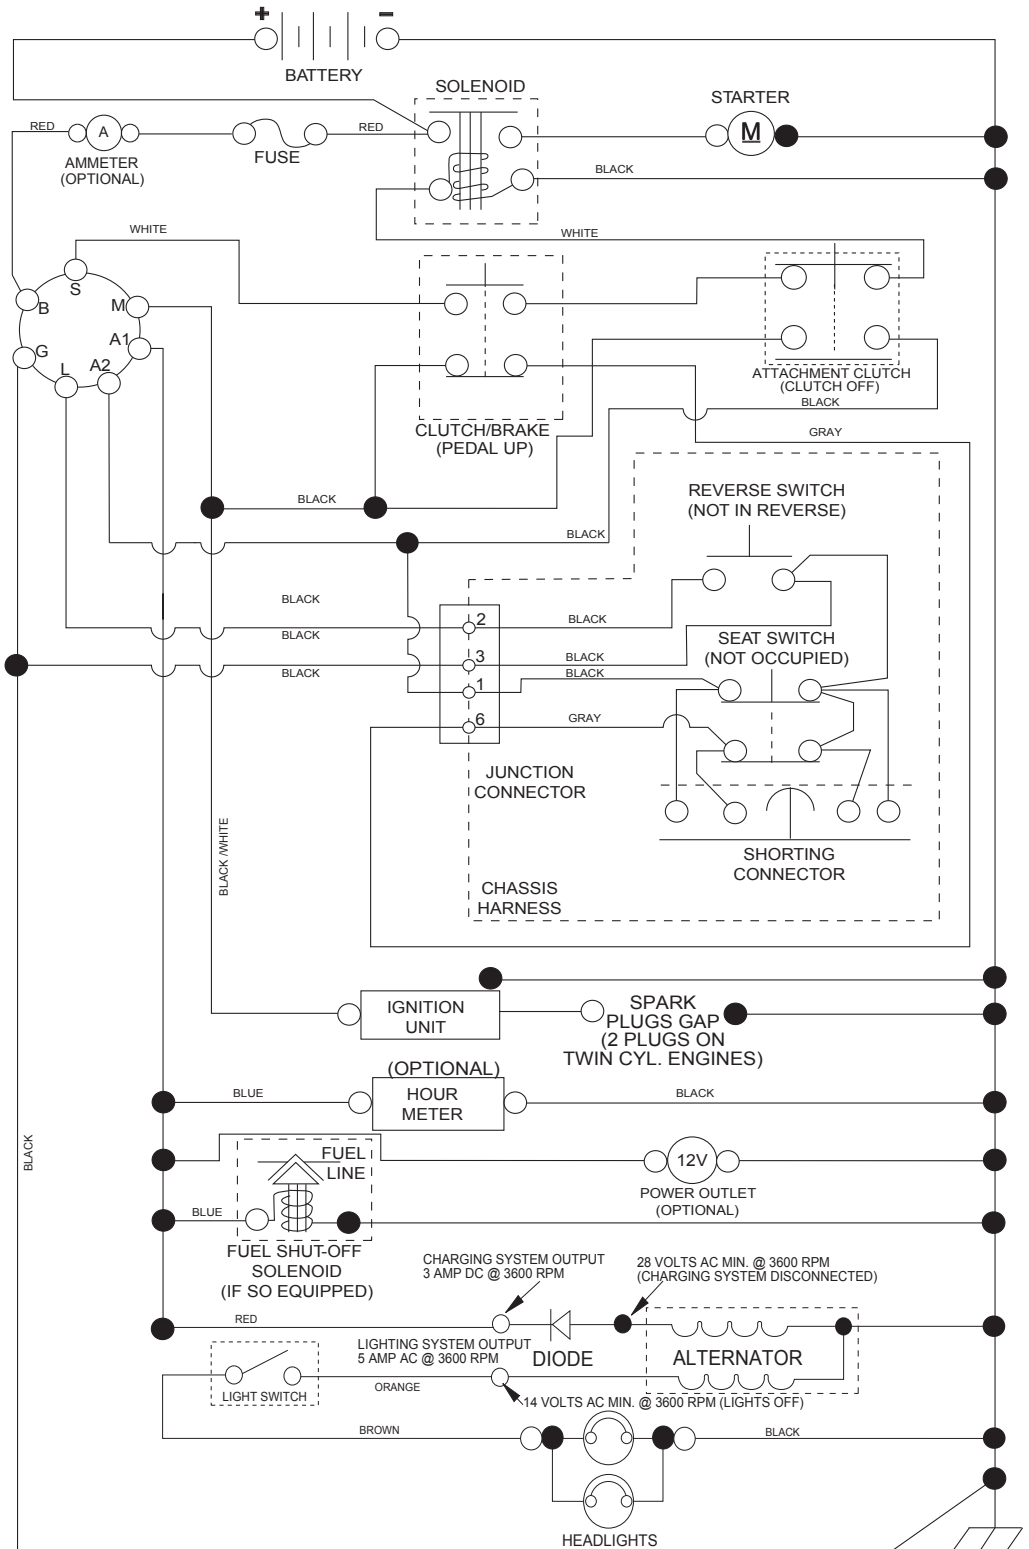 + −
BATTERY
SOLENOID
STARTER
RED
A
RED
M
FUSE
AMMETER
(OPTIONAL)
BLACK
WHITE
WHITE
S
B
M
G
A1
L
A2
ATTACHMENT CLUTCH
(CLUTCH OFF)
BLACK
CLUTCH/BRAKE
(PEDAL UP)
GRAY
REVERSE SWITCH
(NOT IN REVERSE)
BLACK
BLACK
BLACK
2
BLACK
BLACK
SEAT SWITCH
(NOT OCCUPIED)
3
BLACK
BLACK
BLACK
1
6
GRAY
JUNCTION
CONNECTOR
BLACK /WHITE
SHORTING
CONNECTOR
CHASSIS
HARNESS
IGNITION
UNIT
SPARK
PLUGS GAP
(2 PLUGS ON
TWIN CYL. ENGINES)
(OPTIONAL)
BLUE
HOUR
METER
BLACK
BLACK
FUEL
LINE
12V
POWER OUTLET
(OPTIONAL)
BLUE
FUEL SHUT-OFF
SOLENOID
(IF SO EQUIPPED)
CHARGING SYSTEM OUTPUT
3 AMP DC @ 3600 RPM
28 VOLTS AC MIN. @ 3600 RPM
(CHARGING SYSTEM DISCONNECTED)
RED
LIGHTING SYSTEM OUTPUT
5 AMP AC @ 3600 RPM
DIODE
ALTERNATOR
LIGHT SWITCH
ORANGE
14 VOLTS AC MIN. @ 3600 RPM (LIGHTS OFF)
BROWN
BLACK
HEADLIGHTS